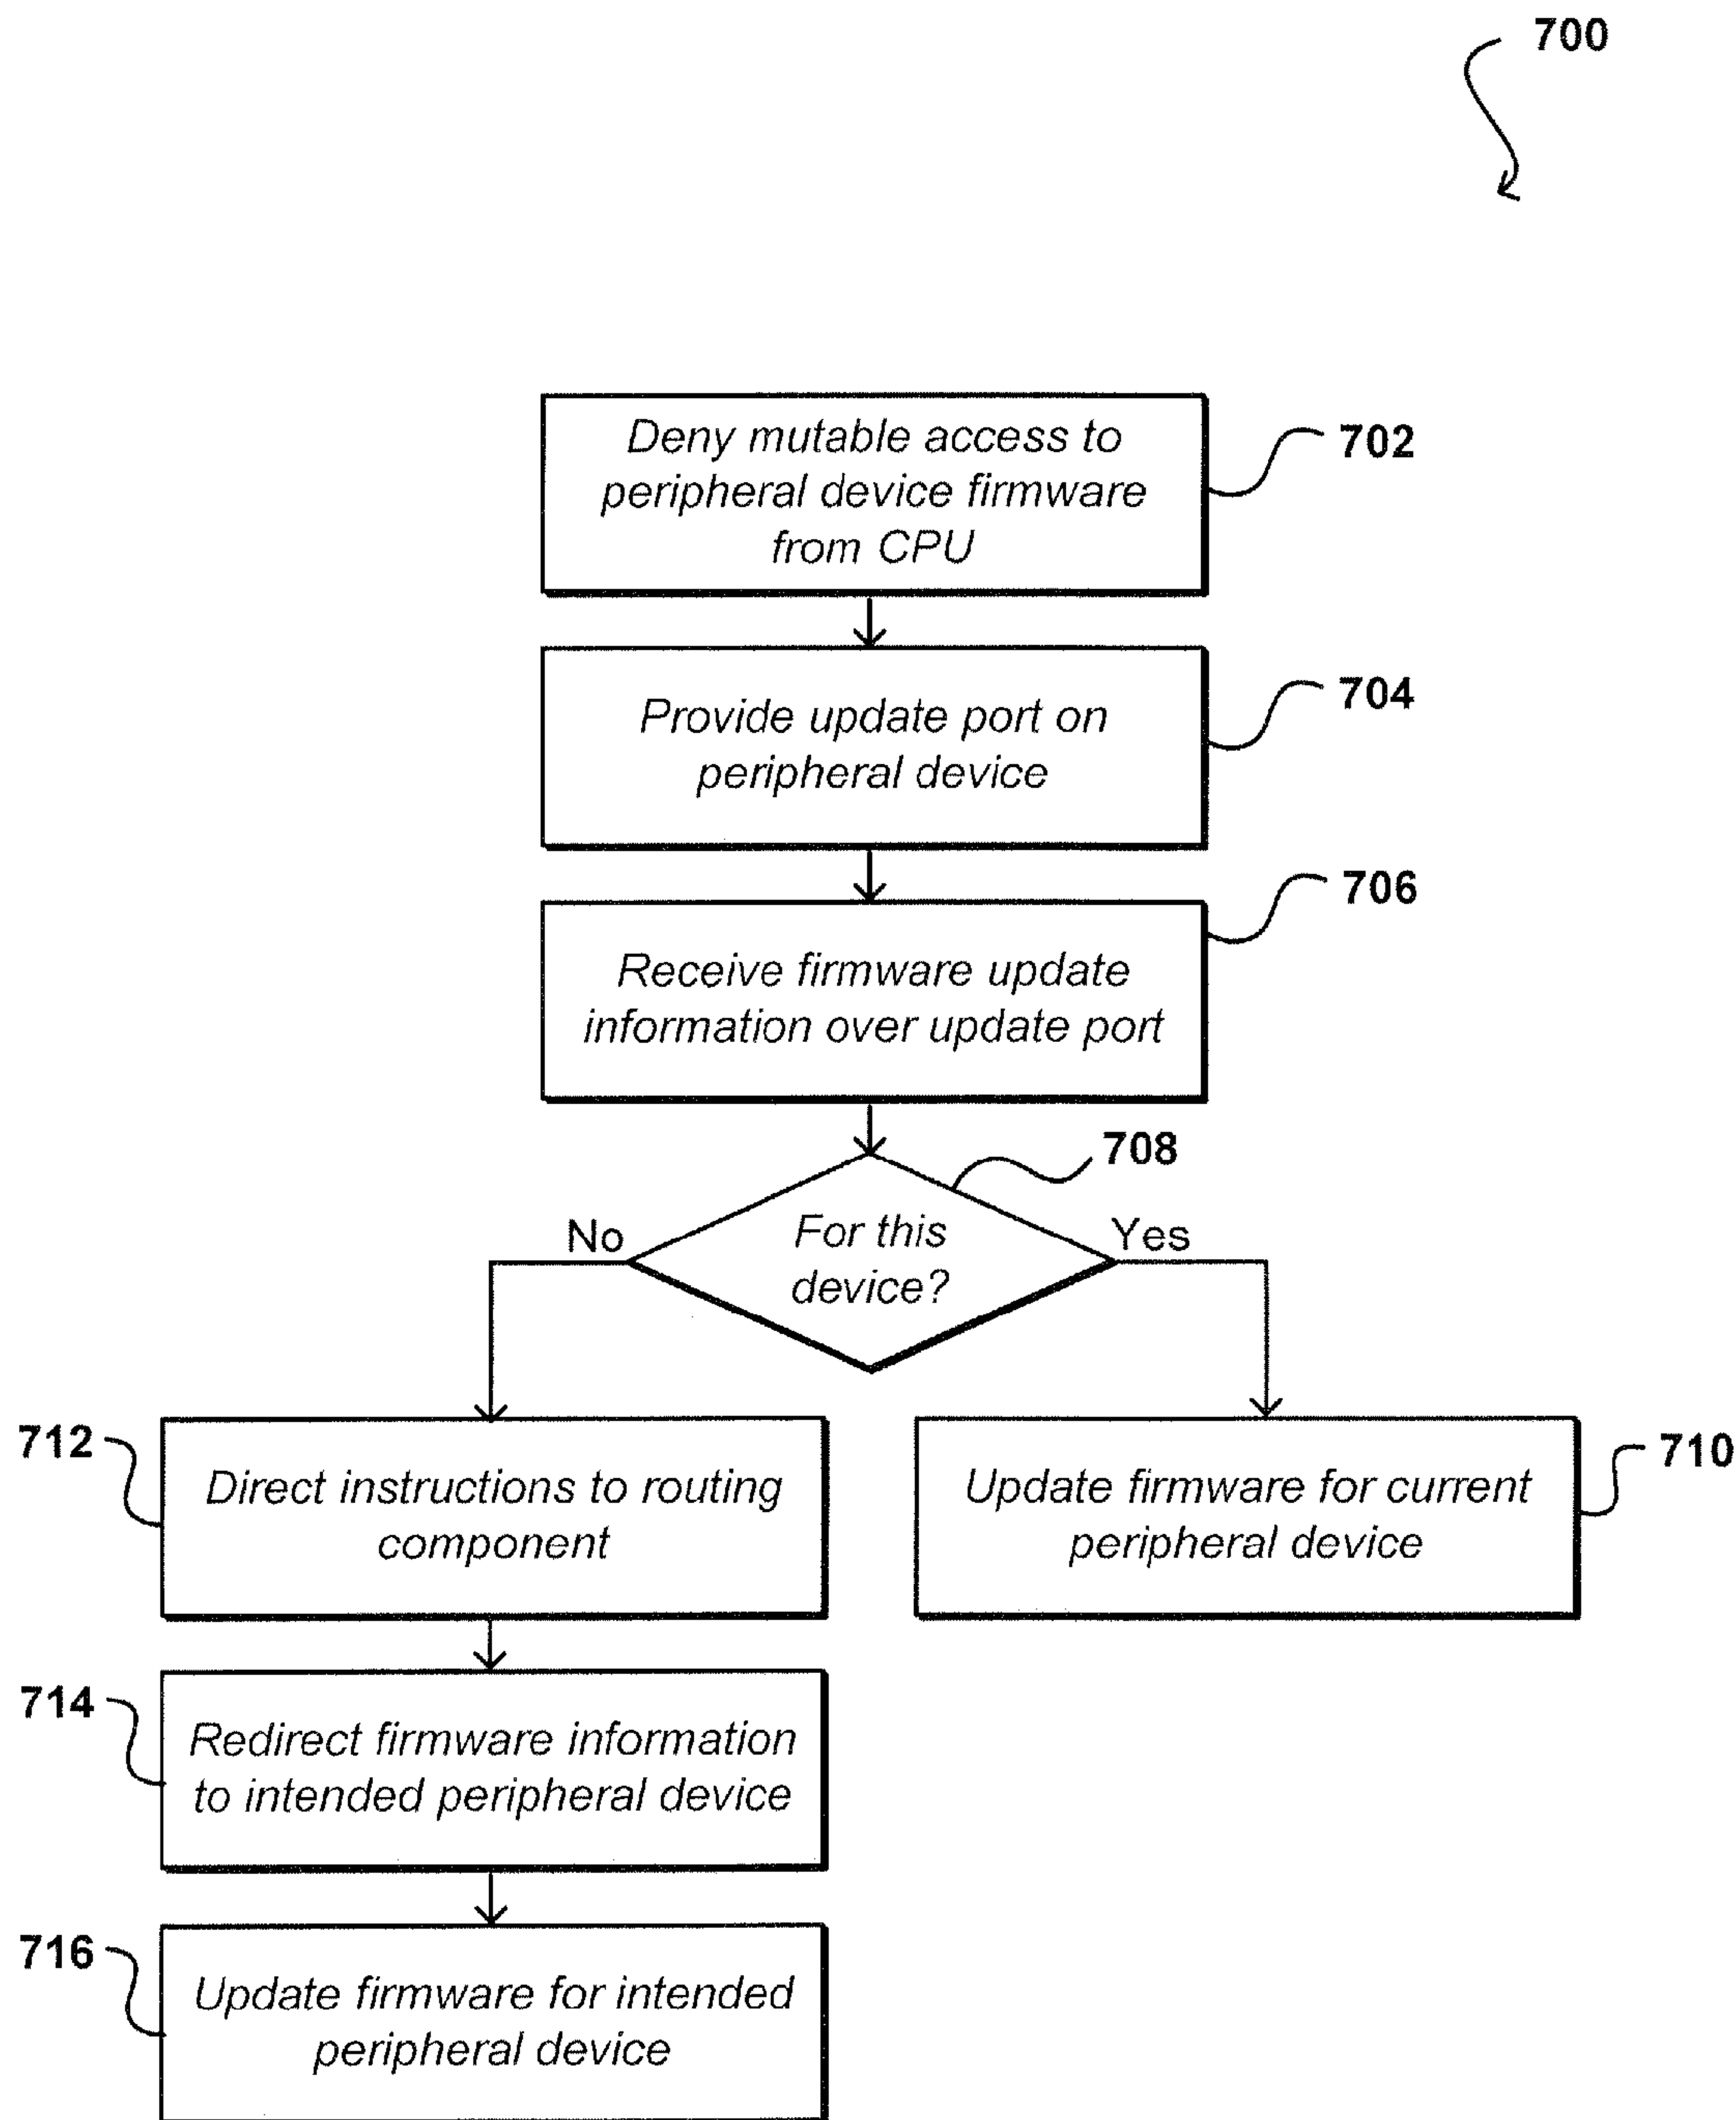 700
Deny mutable access to
peripheral device firmware
from CPU
702
Provide update port on
peripheral device
704
Receive firmware update
information over update port
706
For this
device?
708
No
Yes
712
Direct instructions to routing
component
Update firmware for current
peripheral device
710
714
Redirect firmware information
to intended peripheral device
716
Update firmware for intended
peripheral device